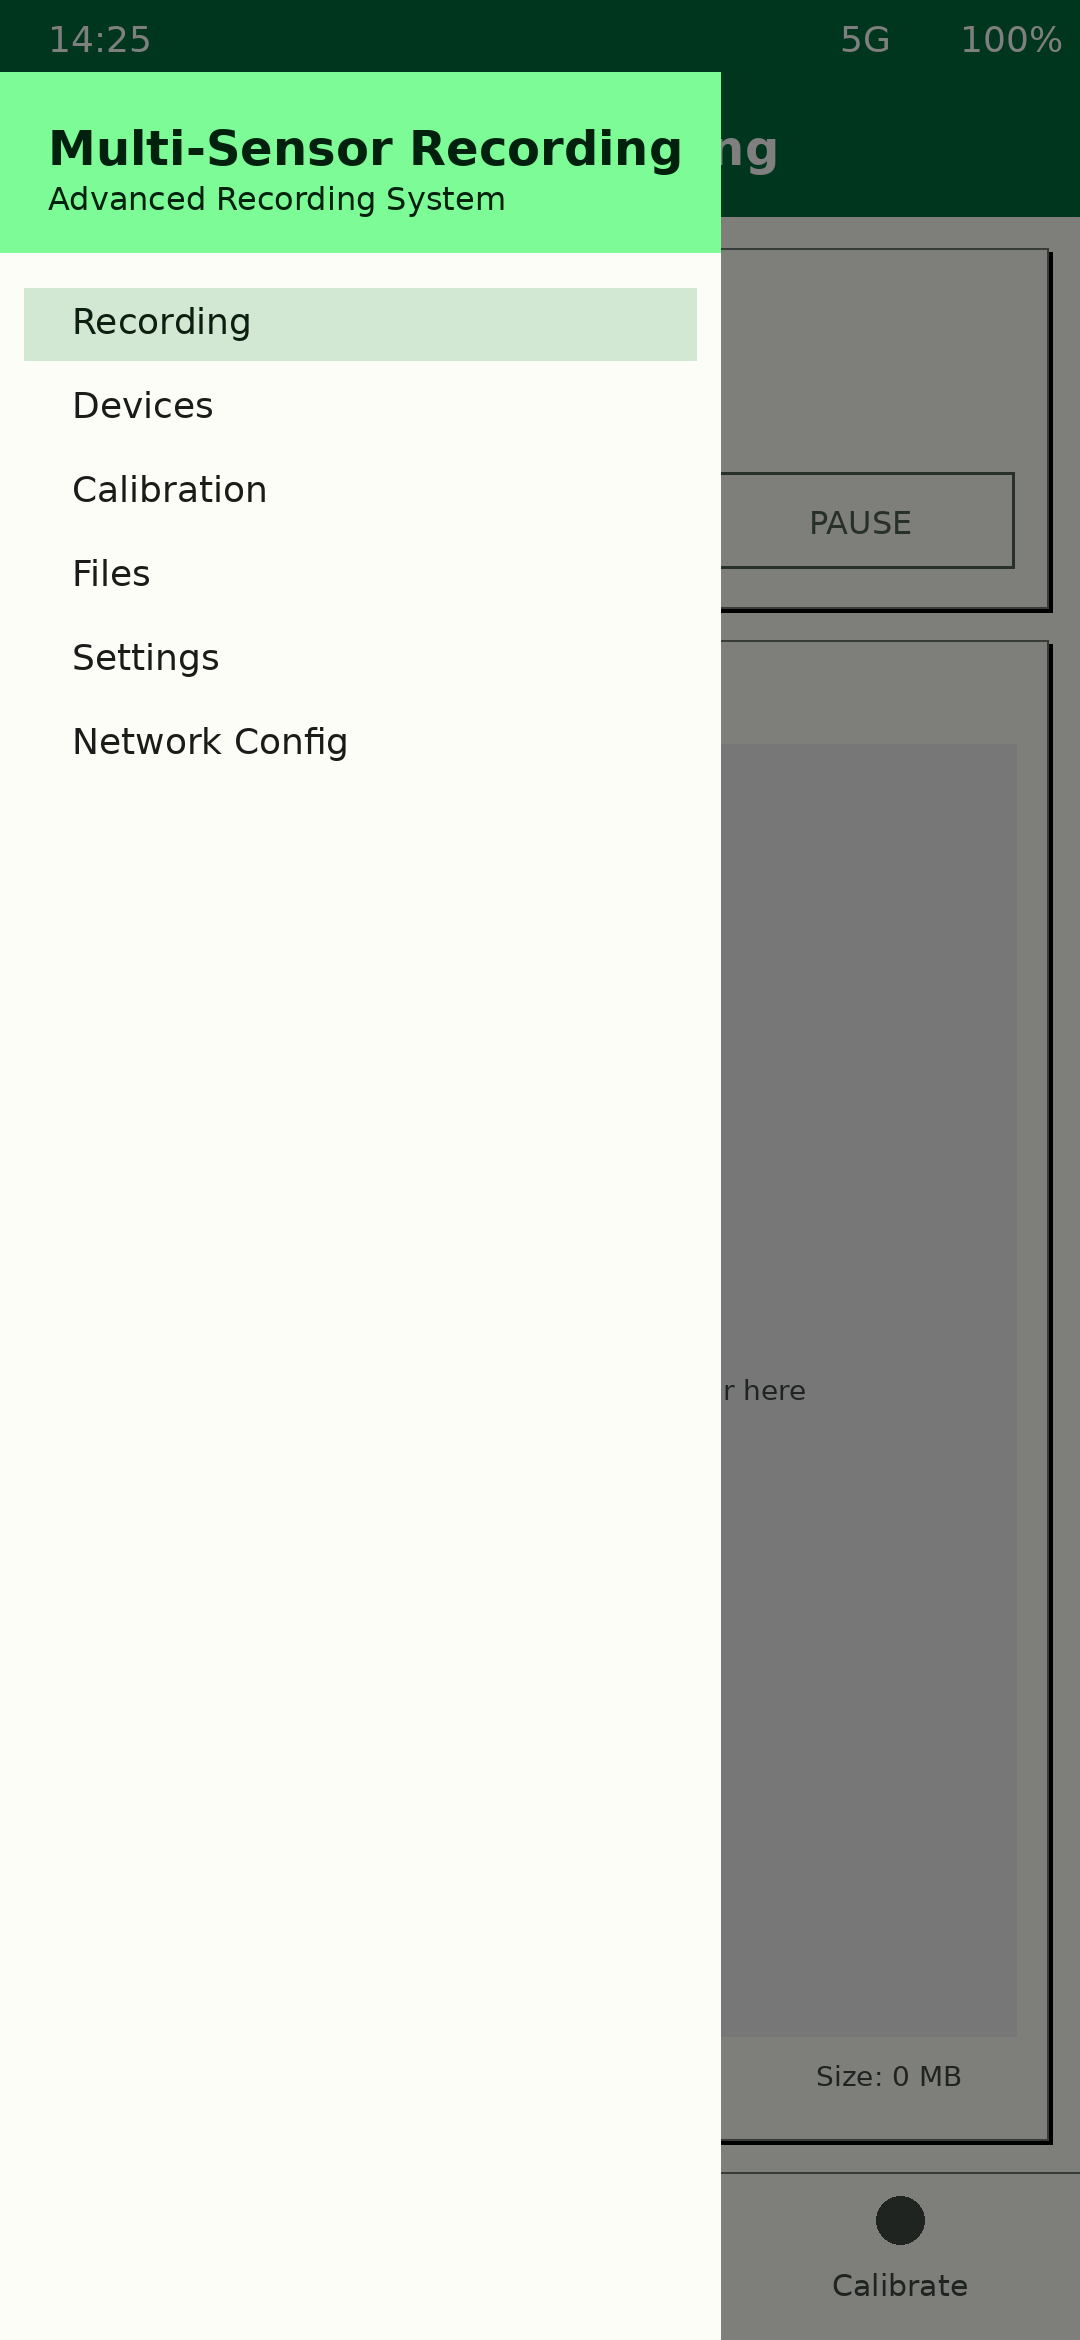 14:25 5G 100%
Multi-Sensor Recording
ng
Advanced Recording System
Recording
Devices
Calibration
Files
Settings
Network Config
PAUSE
r here
Size: 0 MB
Calibrate